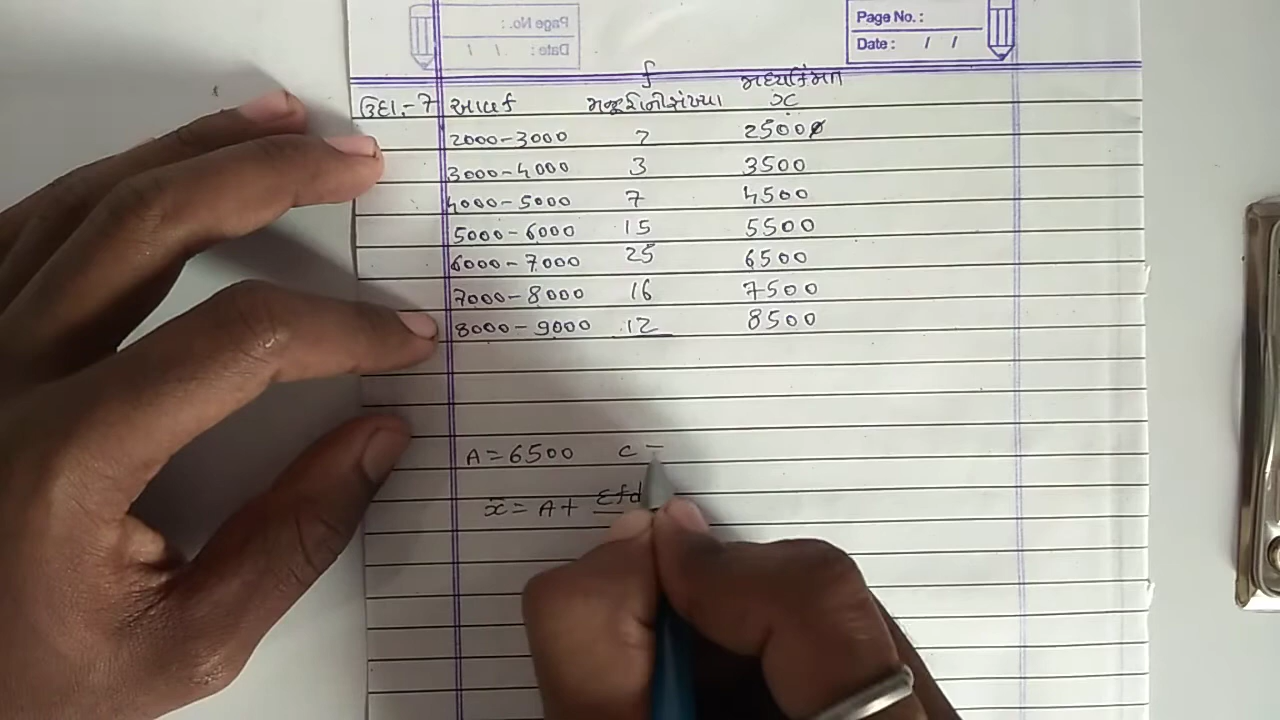 Page No. :
Date : / /
Page No. :
Date : / /
f મધ્યકિંમત
ઉદા.-7 આવક મજૂરોની સંખ્યા x
2000-3000 2 2500
3000-4000 3 3500
4000-5000 7 4500
5000-6000 15 5500
6000-7000 25 6500
7000-8000 16 7500
8000-9000 12 8500
A=6500 c =
x̄ = A+ Σfd